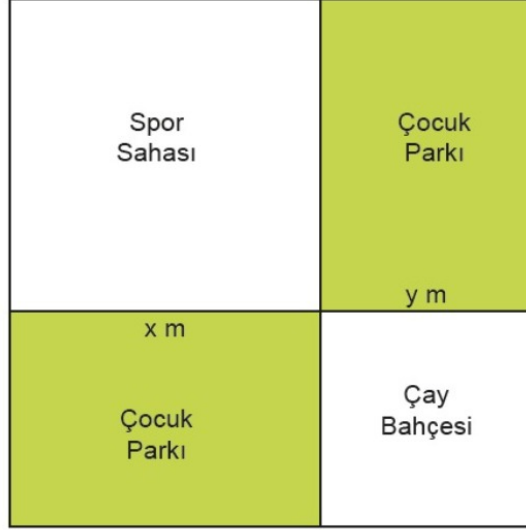 Spor
Sahası
Çocuk
Parkı
y m
x m
Çocuk
Parkı
Çay
Bahçesi